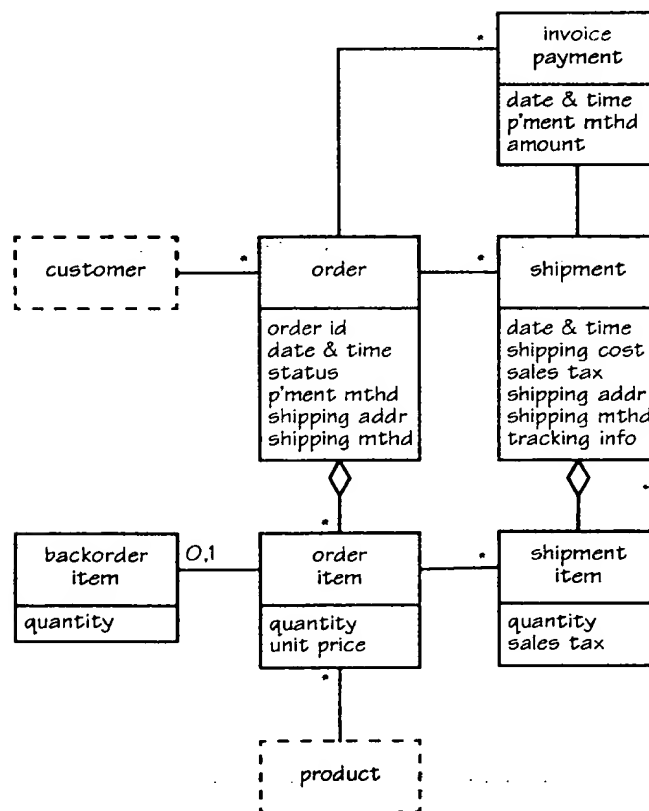 *
invoice
payment
date & time
p'ment mthd
amount
customer
*
order
*
shipment
order id
date & time
status
p'ment mthd
shipping addr
shipping mthd
date & time
shipping cost
sales tax
shipping addr
shipping mthd
tracking info
*
*
backorder
item
0,1
order
item
*
shipment
item
quantity
quantity
unit price
quantity
sales tax
*
product